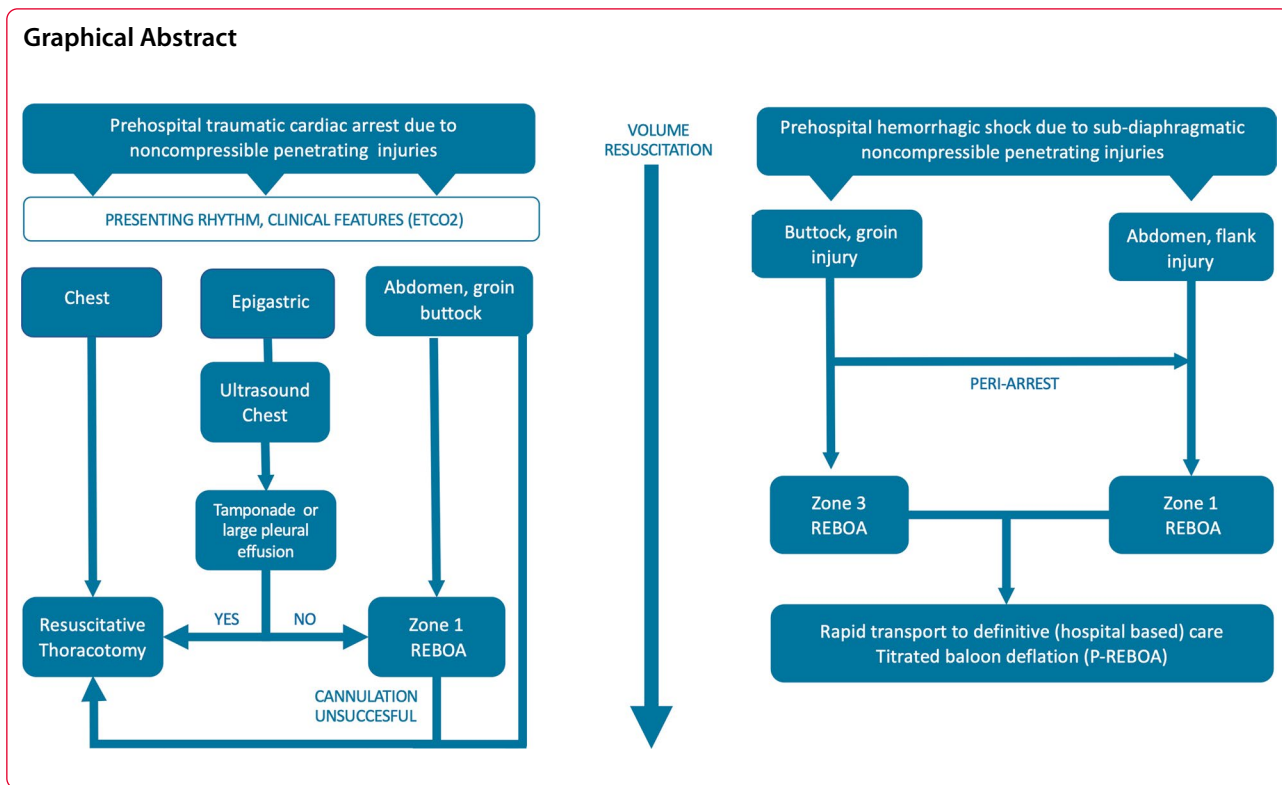 Graphical Abstract
Prehospital traumatic cardiac arrest due to
noncompressible penetrating injuries
PRESENTING RHYTHM, CLINICAL FEATURES (ETCO2)
Chest
Epigastric
Abdomen, groin
buttock
Ultrasound
Chest
Tamponade or
large pleural
effusion
YES
NO
Resuscitative
Thoracotomy
Zone 1
REBOA
CANNULATION
UNSUCCESFUL
VOLUME
RESUSCITATION
Prehospital hemorrhagic shock due to sub-diaphragmatic
noncompressible penetrating injuries
Buttock, groin
injury
Abdomen, flank
injury
PERI-ARREST
Zone 3
REBOA
Zone 1
REBOA
Rapid transport to definitive (hospital based) care
Titrated baloon deflation (P-REBOA)